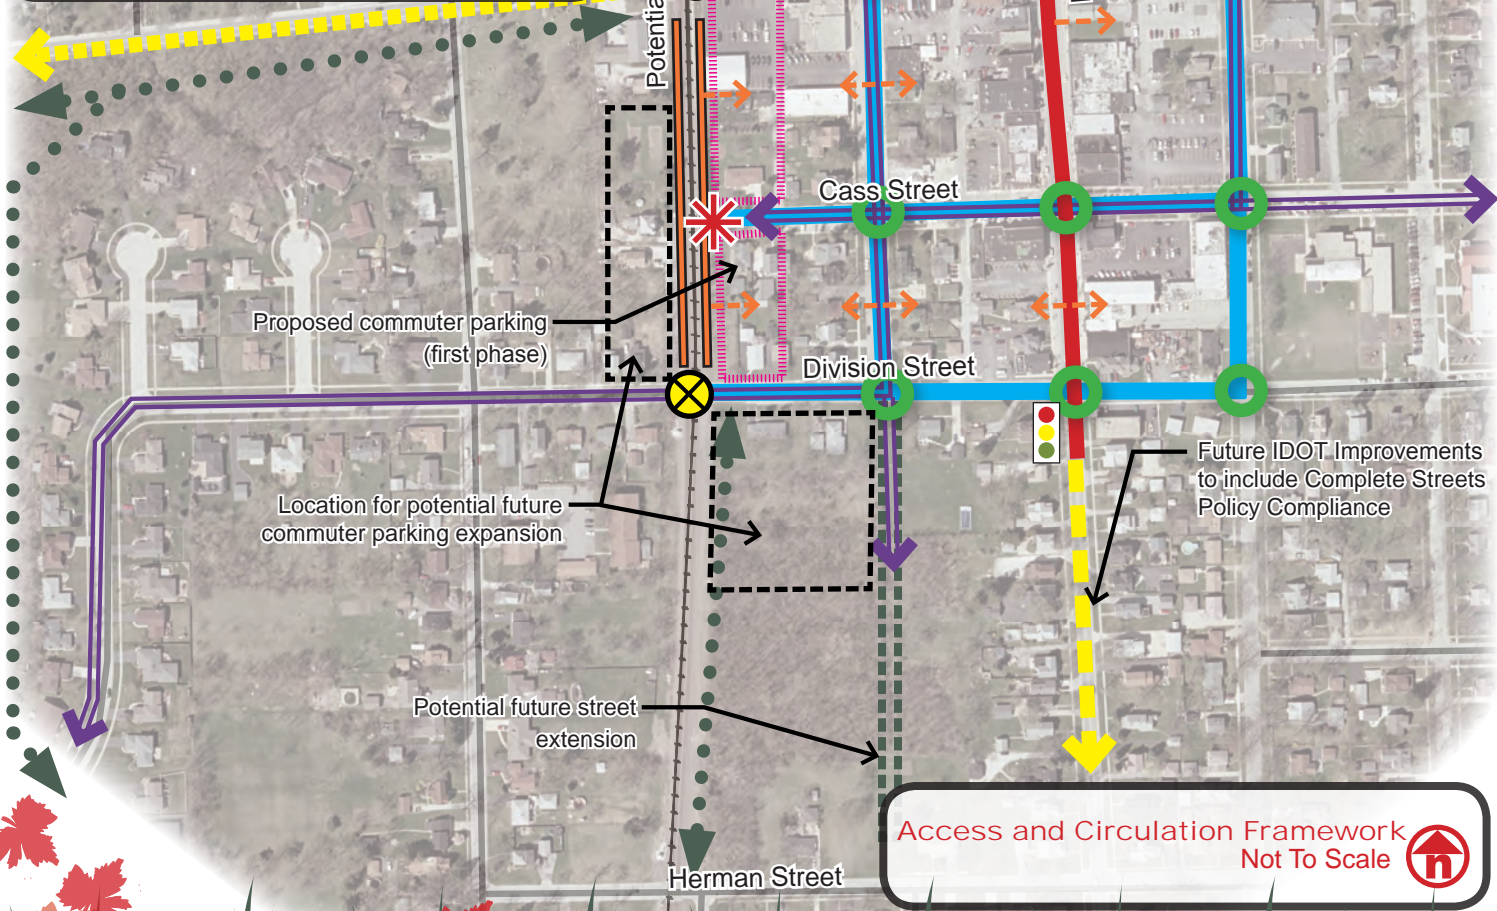 Potential
Cass Street
Proposed commuter parking
(first phase)
Division Street
Future IDOT Improvements
to include Complete Streets
Policy Compliance
Location for potential future
commuter parking expansion
Potential future street
extension
Access and Circulation Framework
Not To Scale
n
Herman Street